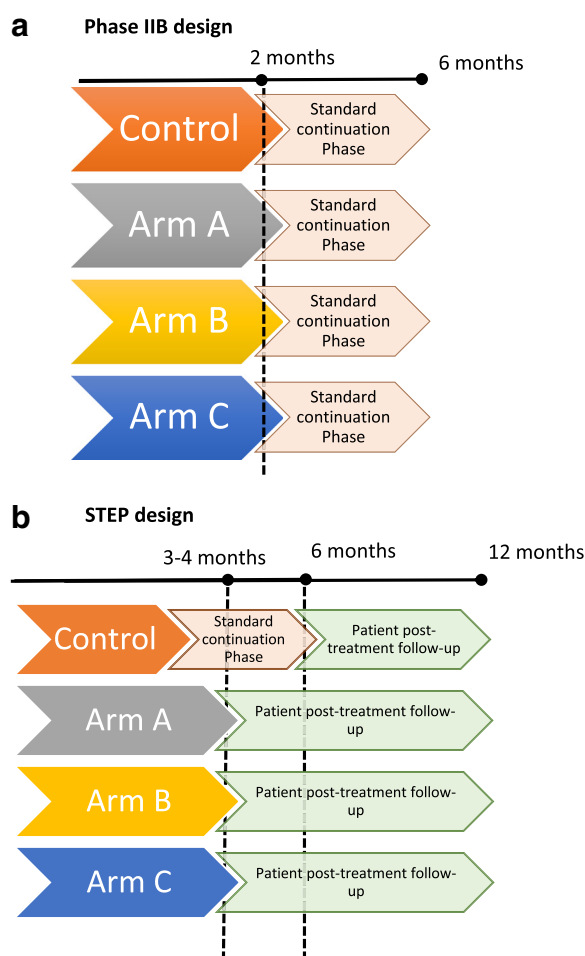 a
Phase IIB design
2 months
6 months
Control
Standard
continuation
Phase
Arm A
Standard
continuation
Phase
Arm B
Standard
continuation
Phase
Arm C
Standard
continuation
Phase
b
STEP design
3-4 months
6 months
12 months
Control
Standard
continuation
Phase
Patient post-
treatment follow-up
Arm A
Patient post-treatment follow-
up
Arm B
Patient post-treatment follow-
up
Arm C
Patient post-treatment follow-
up